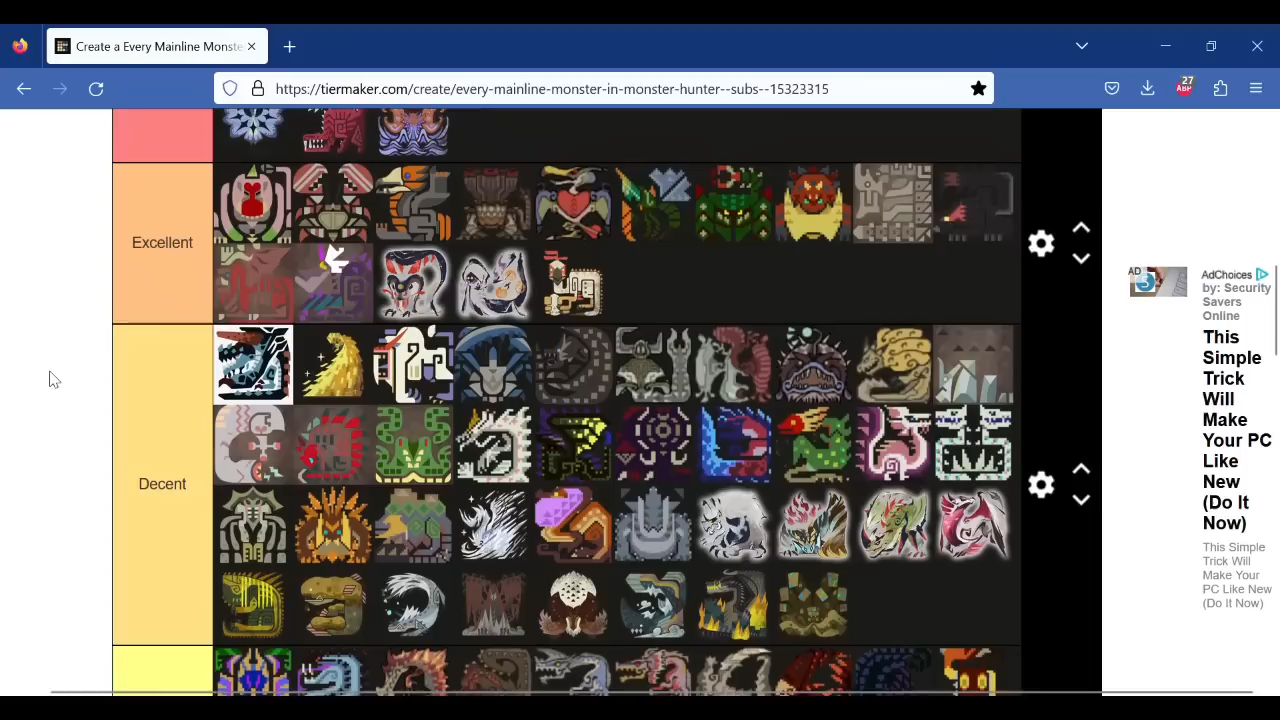 Create a Every Mainline Monste
https://tiermaker.com/create/every-mainline-monster-in-monster-hunter--subs--15323315
27
ABP
Excellent
Decent
AD
AdChoices
by: Security
Savers
Online
This
Simple
Trick
Will
Make
Your PC
Like
New
(Do It
Now)
This Simple
Trick Will
Make Your
PC Like New
(Do It Now)